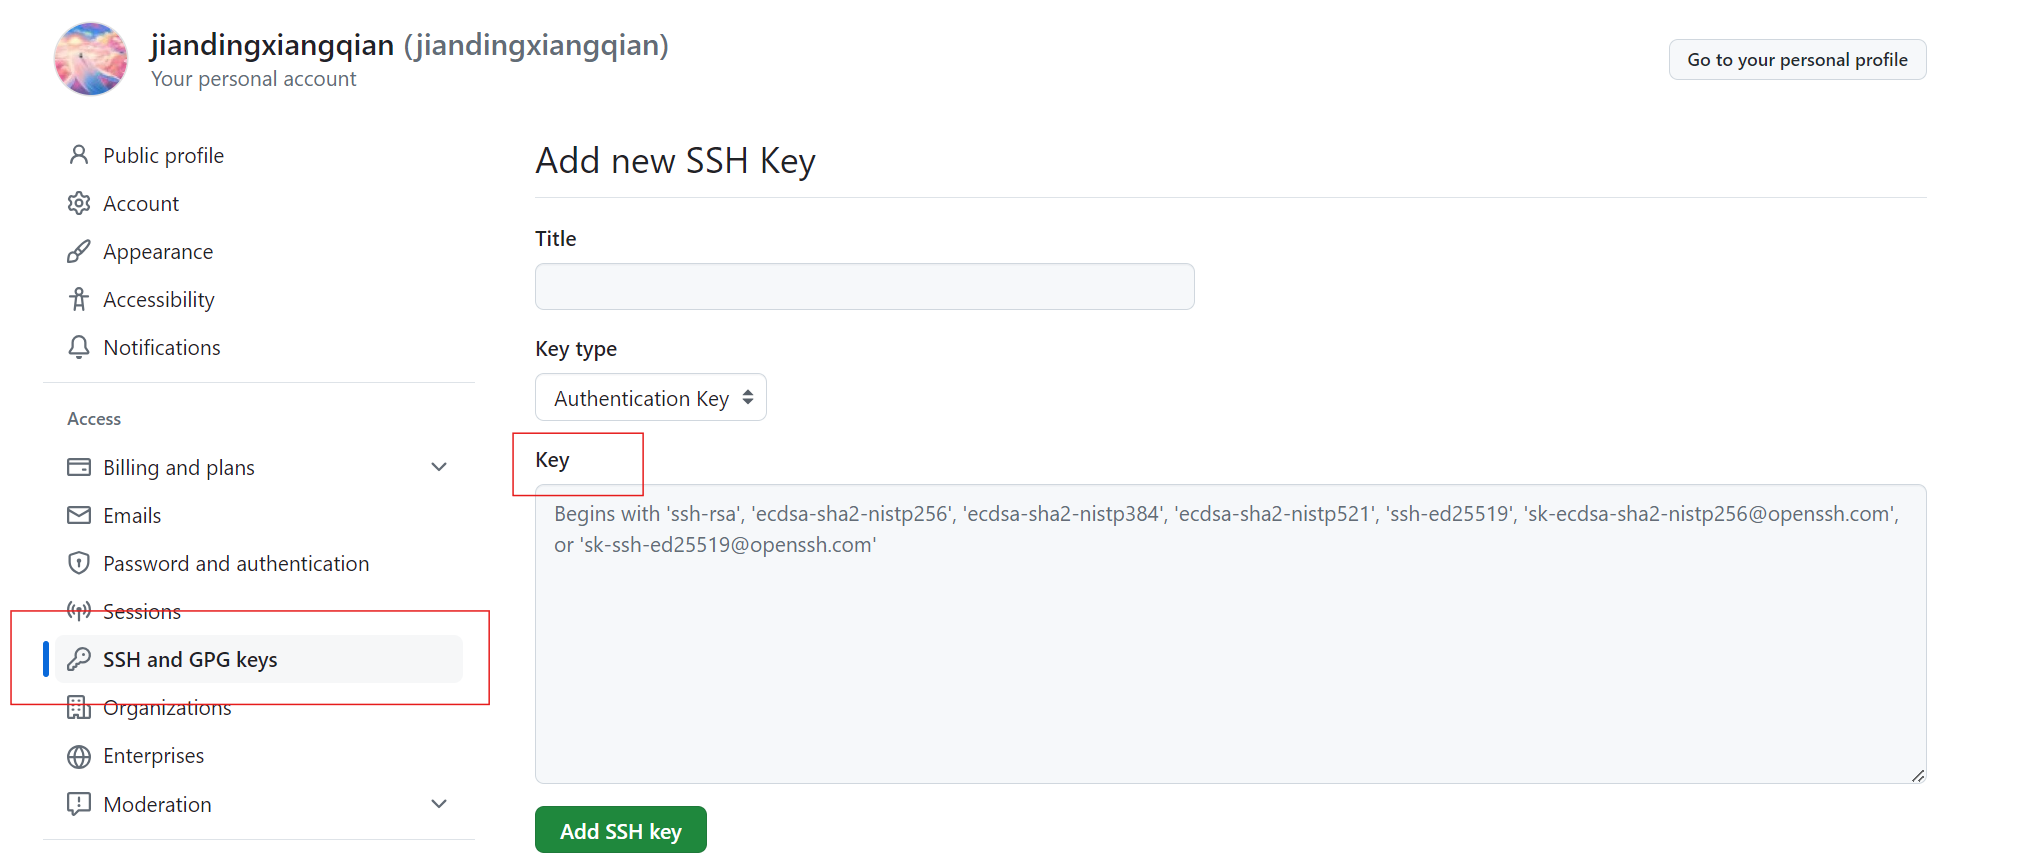 jiandingxiangqian (jiandingxiangqian)
Your personal account
Go to your personal profile
Public profile
Account
Appearance
Accessibility
Notifications
Access
Billing and plans
Emails
Password and authentication
Sessions
SSH and GPG keys
Organizations
Enterprises
Moderation
Add new SSH Key
Title
Key type
Authentication Key
Key
Begins with 'ssh-rsa', 'ecdsa-sha2-nistp256', 'ecdsa-sha2-nistp384', 'ecdsa-sha2-nistp521', 'ssh-ed25519', 'sk-ecdsa-sha2-nistp256@openssh.com',
or 'sk-ssh-ed25519@openssh.com'
Add SSH key